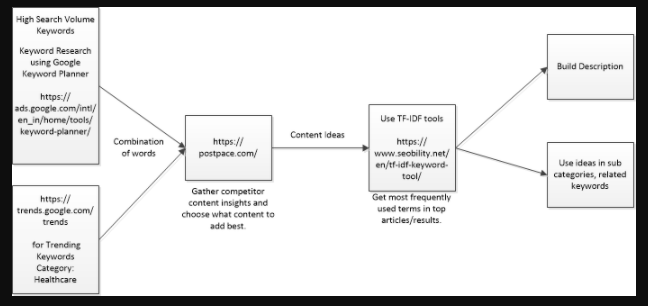 High Search Volume
Keywords
Keyword Research
using Google
Keyword Planner
https://
ads.google.com/intl/
en_in/home/tools/
keyword-planner/
https://
trends.google.com/
trends
for Trending
Keywords
Category:
Healthcare
Combination
of words
https://
postpace.com/
Gather competitor
content insights and
choose what content to
add best.
Content Ideas
Use TF-IDF tools
https://
www.seobility.net/
en/tf-idf-keyword-
tool/
Get most frequently
used terms in top
articles/results.
Build Description
Use ideas in sub
categories, related
keywords